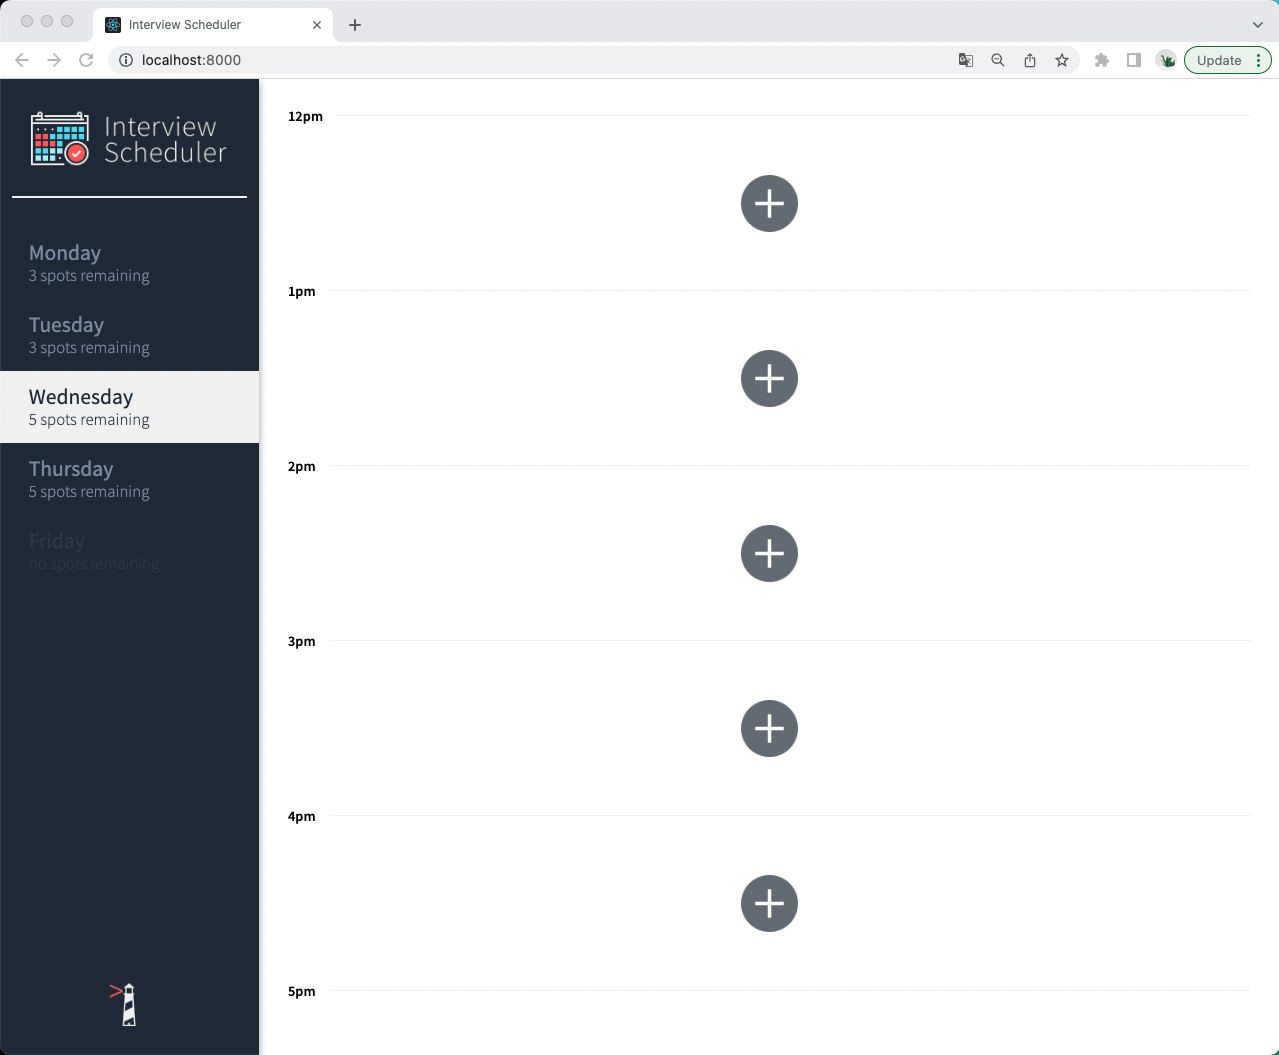 Interview Scheduler
localhost:8000
Update
Interview
Scheduler
Monday
3 spots remaining
Tuesday
3 spots remaining
Wednesday
5 spots remaining
Thursday
5 spots remaining
Friday
no spots remaining
12pm
1pm
2pm
3pm
4pm
5pm